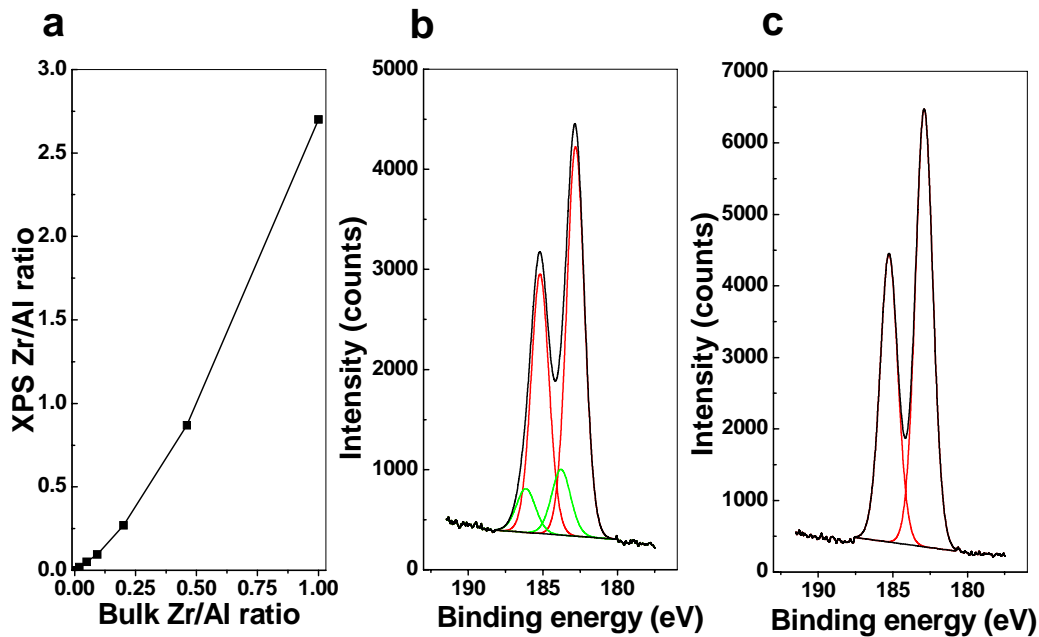 a
3.0
2.5
2.0
1.5
1.0
0.5
0.0
XPS Zr/Al ratio
0.00 0.25 0.50 0.75 1.00
Bulk Zr/Al ratio
b
5000
4000
3000
2000
1000
0
Intensity (counts)
190 185 180
Binding energy (eV)
c
7000
6000
5000
4000
3000
2000
1000
0
Intensity (counts)
190 185 180
Binding energy (eV)